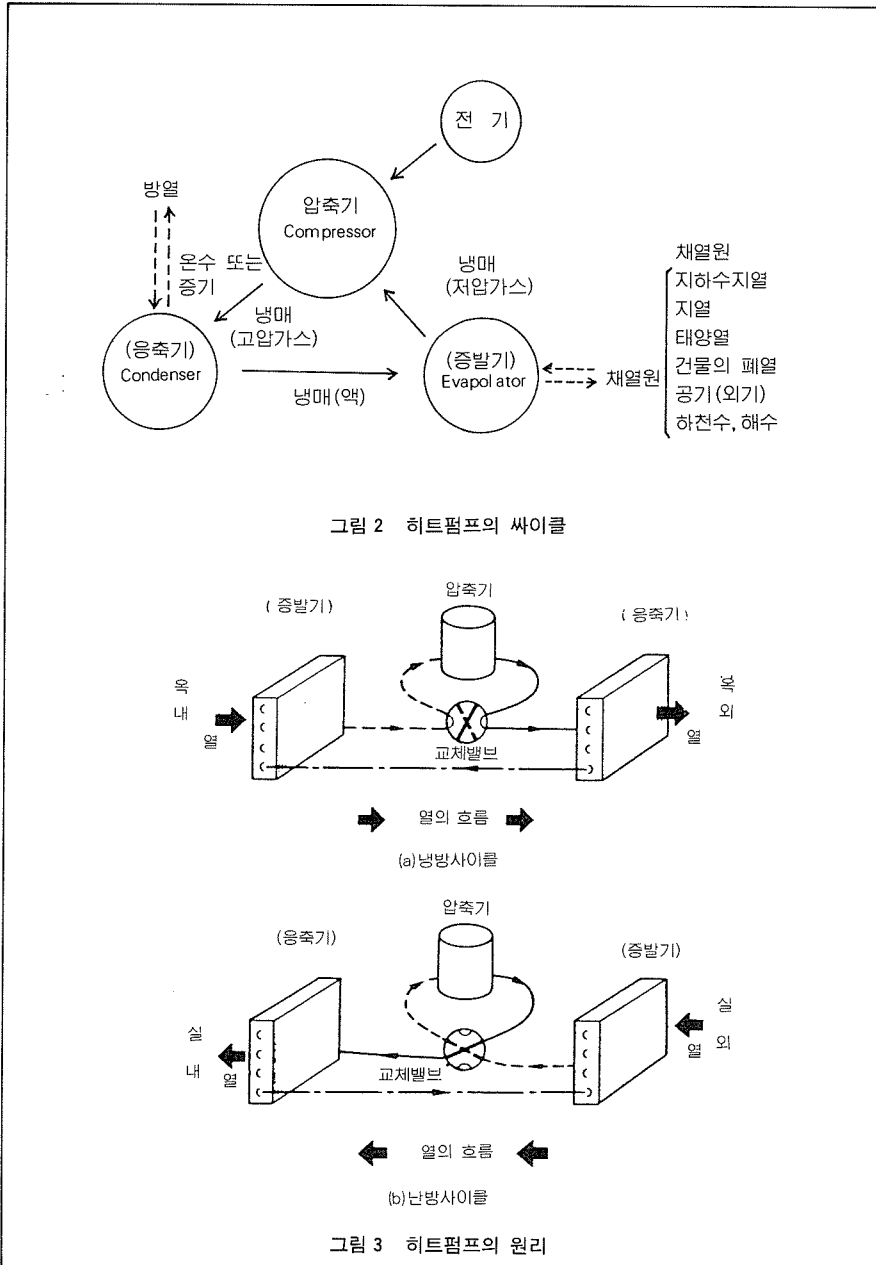 전 기
방열
압축기
Compressor
온수 또는
증기
냉매
(저압가스)
냉매
(고압가스)
(응축기)
Condenser
냉매(액)
(증발기)
Evapolator
채열원
채열원
지하수지열
지열
태양열
건물의 폐열
공기(외기)
하천수, 해수
그림 2 히트펌프의 싸이클
압축기
(증발기)
(응축기)
옥
내
열
옥
외
열
교체밸브
열의 흐름
(a)냉방사이클
압축기
(응축기)
(증발기)
실
내
열
실
외
열
교체밸브
열의 흐름
(b)난방사이클
그림 3 히트펌프의 원리